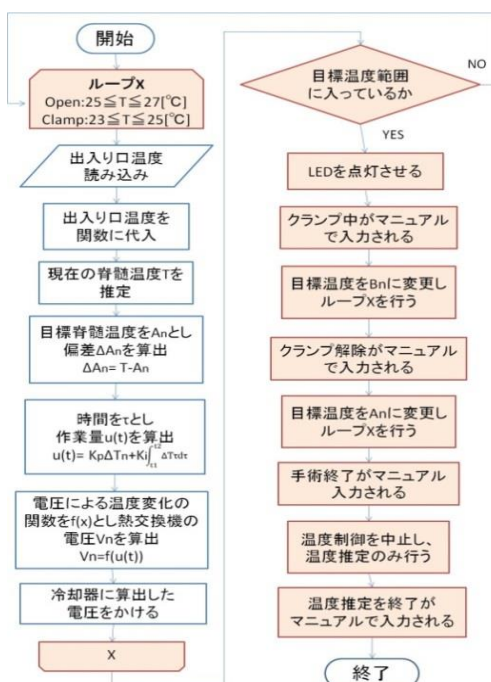 開始
ループX
Open:25≦T≦27[℃]
Clamp:23≦T≦25[℃]
出入り口温度
読み込み
出入り口温度を
関数に代入
現在の脊髄温度Tを
推定
目標脊髄温度をAnとし
偏差ΔAnを算出
ΔAn= T-An
時間をτとし
作業量u(t)を算出
u(t)= KpΔTn+Ki∫τ1τ2 ΔTτdτ
電圧による温度変化の
関数をf(x)とし熱交換機の
電圧Vnを算出
Vn=f(u(t))
冷却器に算出した
電圧をかける
X
目標温度範囲
に入っているか
NO
YES
LEDを点灯させる
クランプ中がマニュアル
で入力される
目標温度をBnに変更し
ループXを行う
クランプ解除がマニュアル
で入力される
目標温度をAnに変更し
ループXを行う
手術終了がマニュアル
入力される
温度制御を中止し、
温度推定のみ行う
温度推定を終了が
マニュアルで入力される
終了